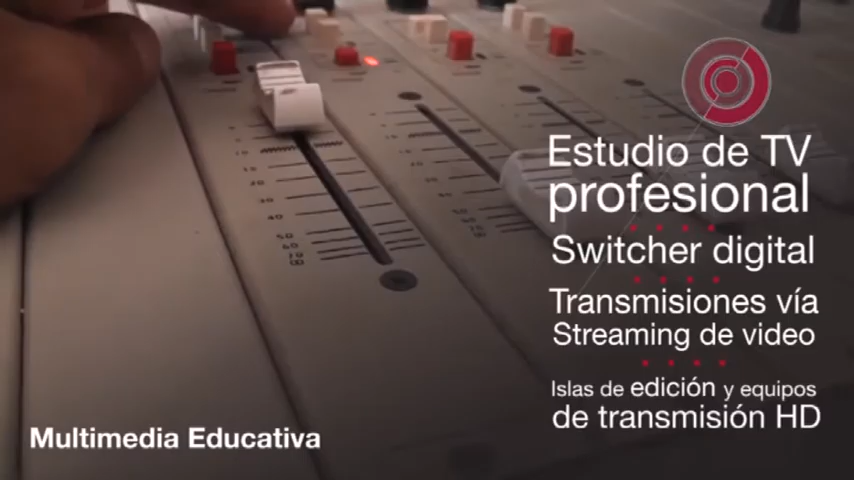 Estudio de TV
profesional
Switcher digital
Transmisiones vía
Streaming de video
Islas de edición y equipos
de transmisión HD
Multimedia Educativa